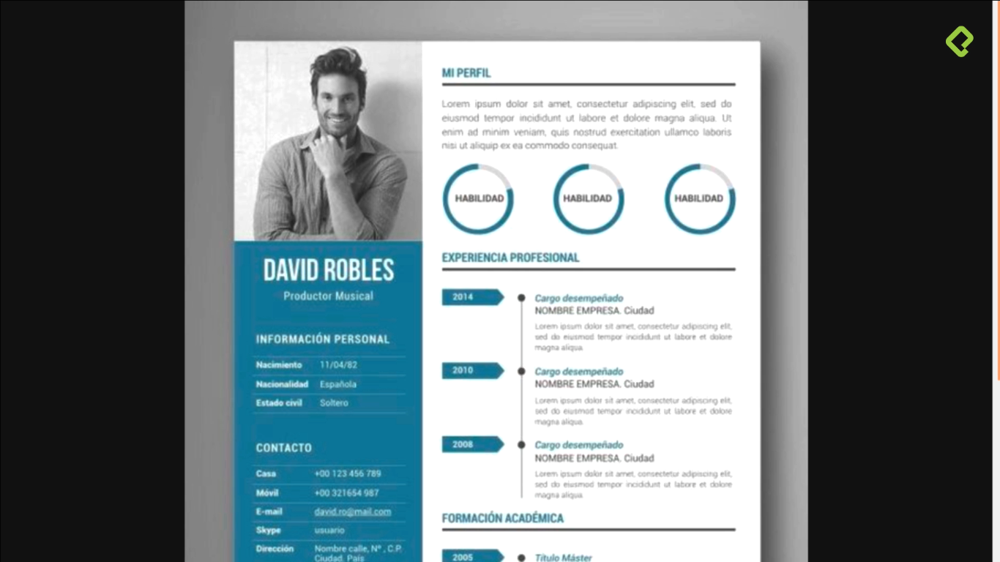 DAVID ROBLES
Productor Musical
INFORMACIÓN PERSONAL
Nacimiento 11/04/82
Nacionalidad Española
Estado civil Soltero
CONTACTO
Casa +00 123 456 789
Móvil +00 321654 987
E-mail david.ro@mail.com
Skype usuario
Dirección Nombre calle, Nº , C.P.
Ciudad. País
MI PERFIL
Lorem ipsum dolor sit amet, consectetur adipiscing elit, sed do
eiusmod tempor incididunt ut labore et dolore magna aliqua. Ut
enim ad minim veniam, quis nostrud exercitation ullamco laboris
nisi ut aliquip ex ea commodo consequat.
HABILIDAD HABILIDAD HABILIDAD
EXPERIENCIA PROFESIONAL
2014 Cargo desempeñado
NOMBRE EMPRESA. Ciudad
Lorem ipsum dolor sit amet, consectetur adipiscing elit,
sed do eiusmod tempor incididunt ut labore et dolore
magna aliqua.
2010 Cargo desempeñado
NOMBRE EMPRESA. Ciudad
Lorem ipsum dolor sit amet, consectetur adipiscing elit,
sed do eiusmod tempor incididunt ut labore et dolore
magna aliqua.
2008 Cargo desempeñado
NOMBRE EMPRESA. Ciudad
Lorem ipsum dolor sit amet, consectetur adipiscing elit,
sed do eiusmod tempor incididunt ut labore et dolore
magna aliqua.
FORMACIÓN ACADÉMICA
2005 Título Máster